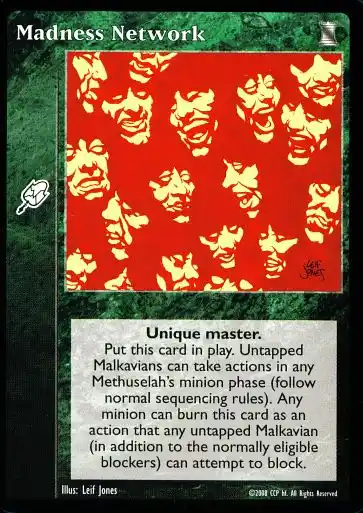 Madness Network
LEIF
JONES
Unique master.
Put this card in play. Untapped
Malkavians can take actions in any
Methuselah's minion phase (follow
normal sequencing rules). Any
minion can burn this card as an
action that any untapped Malkavian
(in addition to the normally eligible
blockers) can attempt to block.
Illus: Leif Jones
©2008 CCP hf. All Rights Reserved